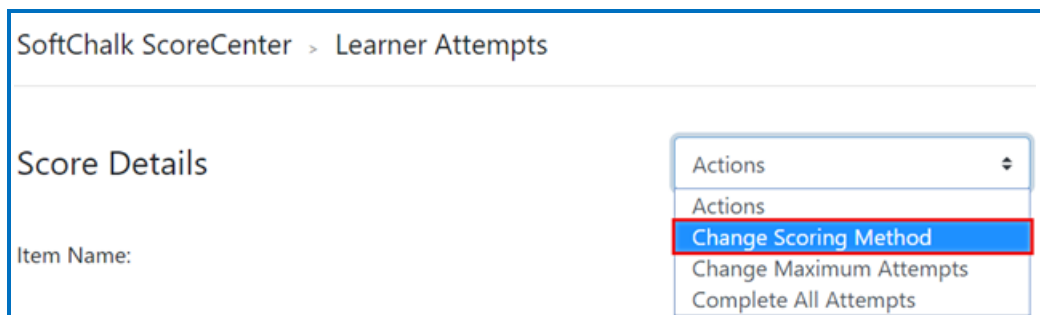 SoftChalk ScoreCenter > Learner Attempts
Score Details
Actions
Actions
Change Scoring Method
Item Name:
Change Maximum Attempts
Complete All Attempts